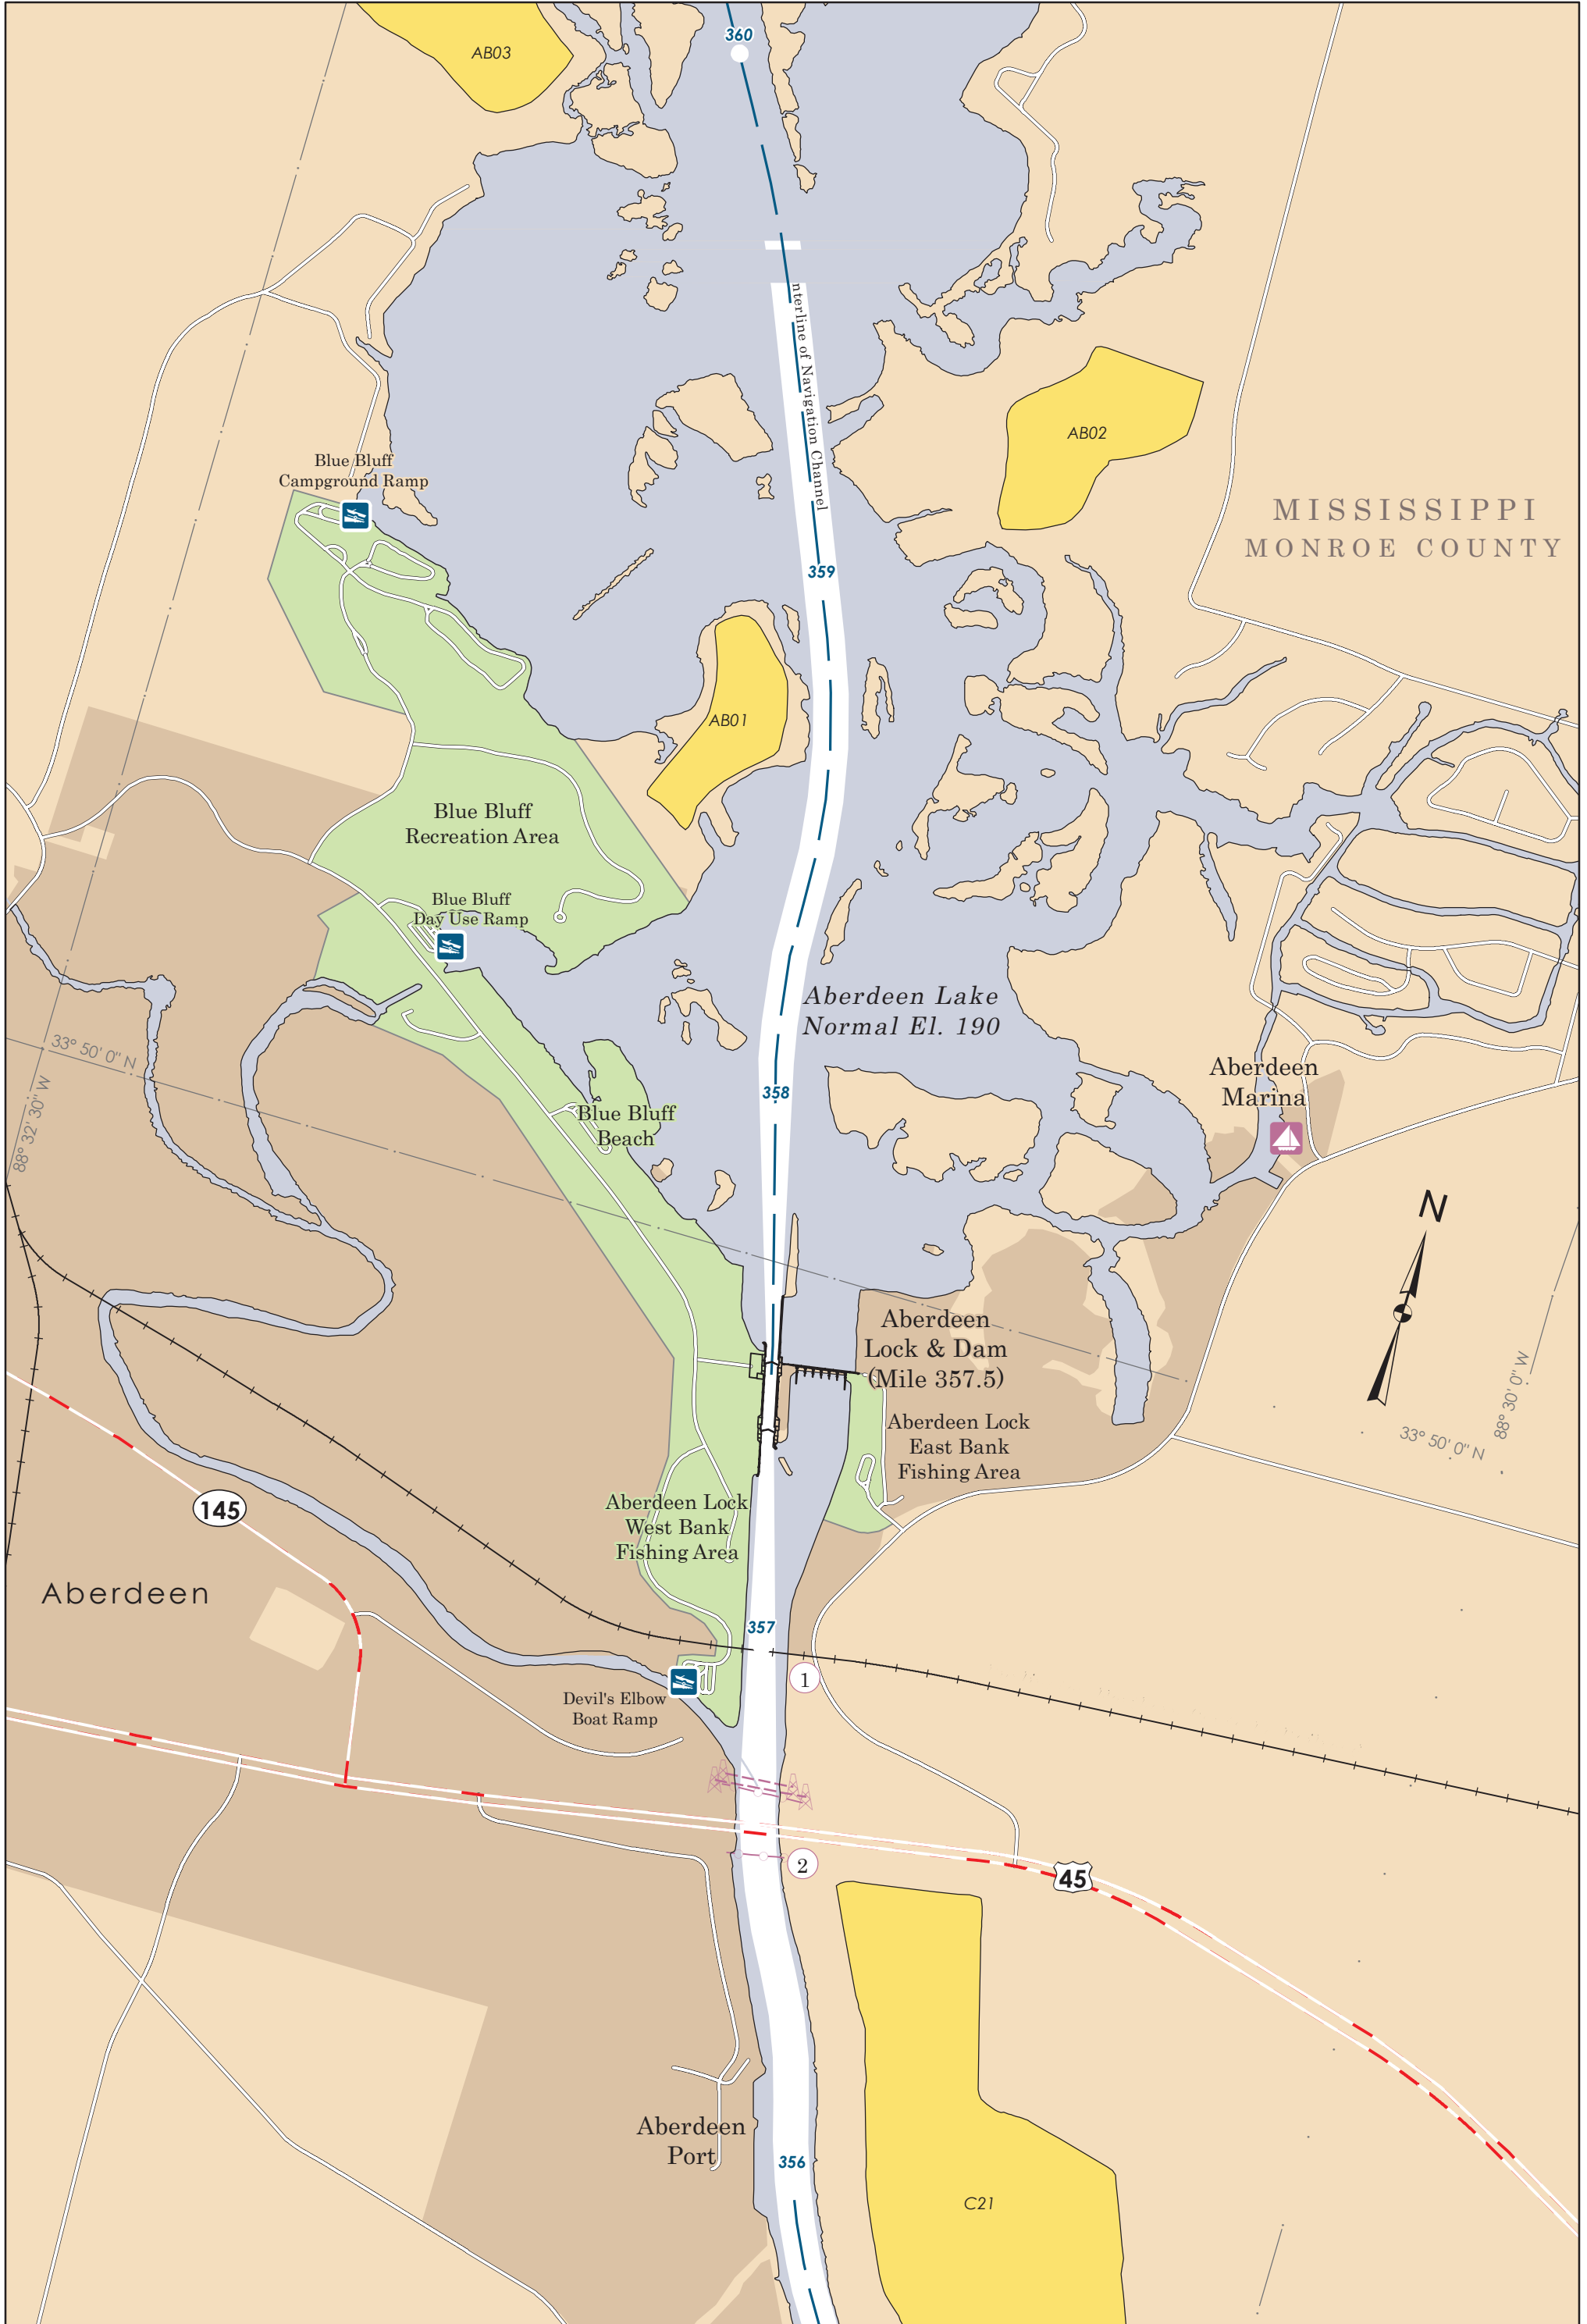 360
AB03
nterline of Navigation Channel
AB02
Blue Bluff
Campground Ramp
MISSISSIPPI
MONROE COUNTY
359
AB01
Blue Bluff
Recreation Area
Blue Bluff
Day Use Ramp
Aberdeen Lake
Normal El. 190
33° 50' 0" N
88° 32' 30" W
358
Aberdeen
Marina
Blue Bluff
Beach
N
Aberdeen
Lock & Dam
(Mile 357.5)
88° 30' 0" W
33° 50' 0" N
Aberdeen Lock
East Bank
Fishing Area
145
Aberdeen Lock
West Bank
Fishing Area
Aberdeen
357
1
Devil's Elbow
Boat Ramp
2
45
Aberdeen
Port
356
C21